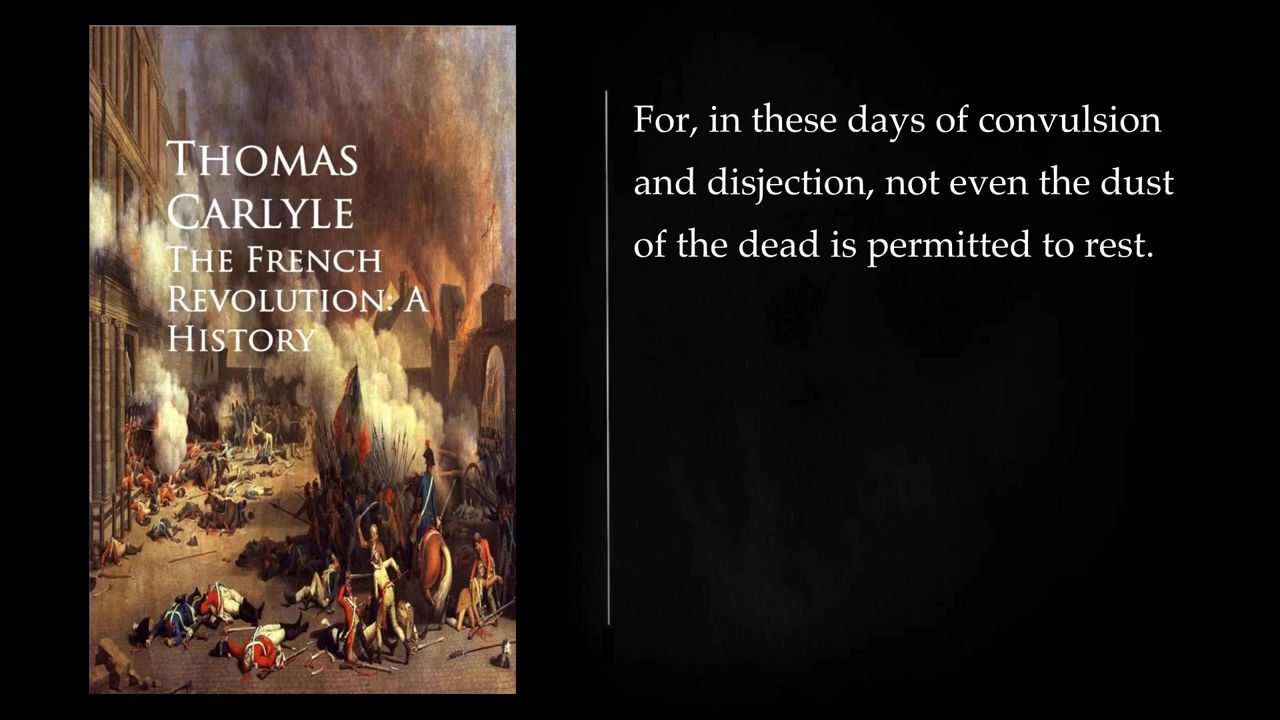 THOMAS
CARLYLE
THE FRENCH
REVOLUTION: A
HISTORY
For, in these days of convulsion
and disjection, not even the dust
of the dead is permitted to rest.